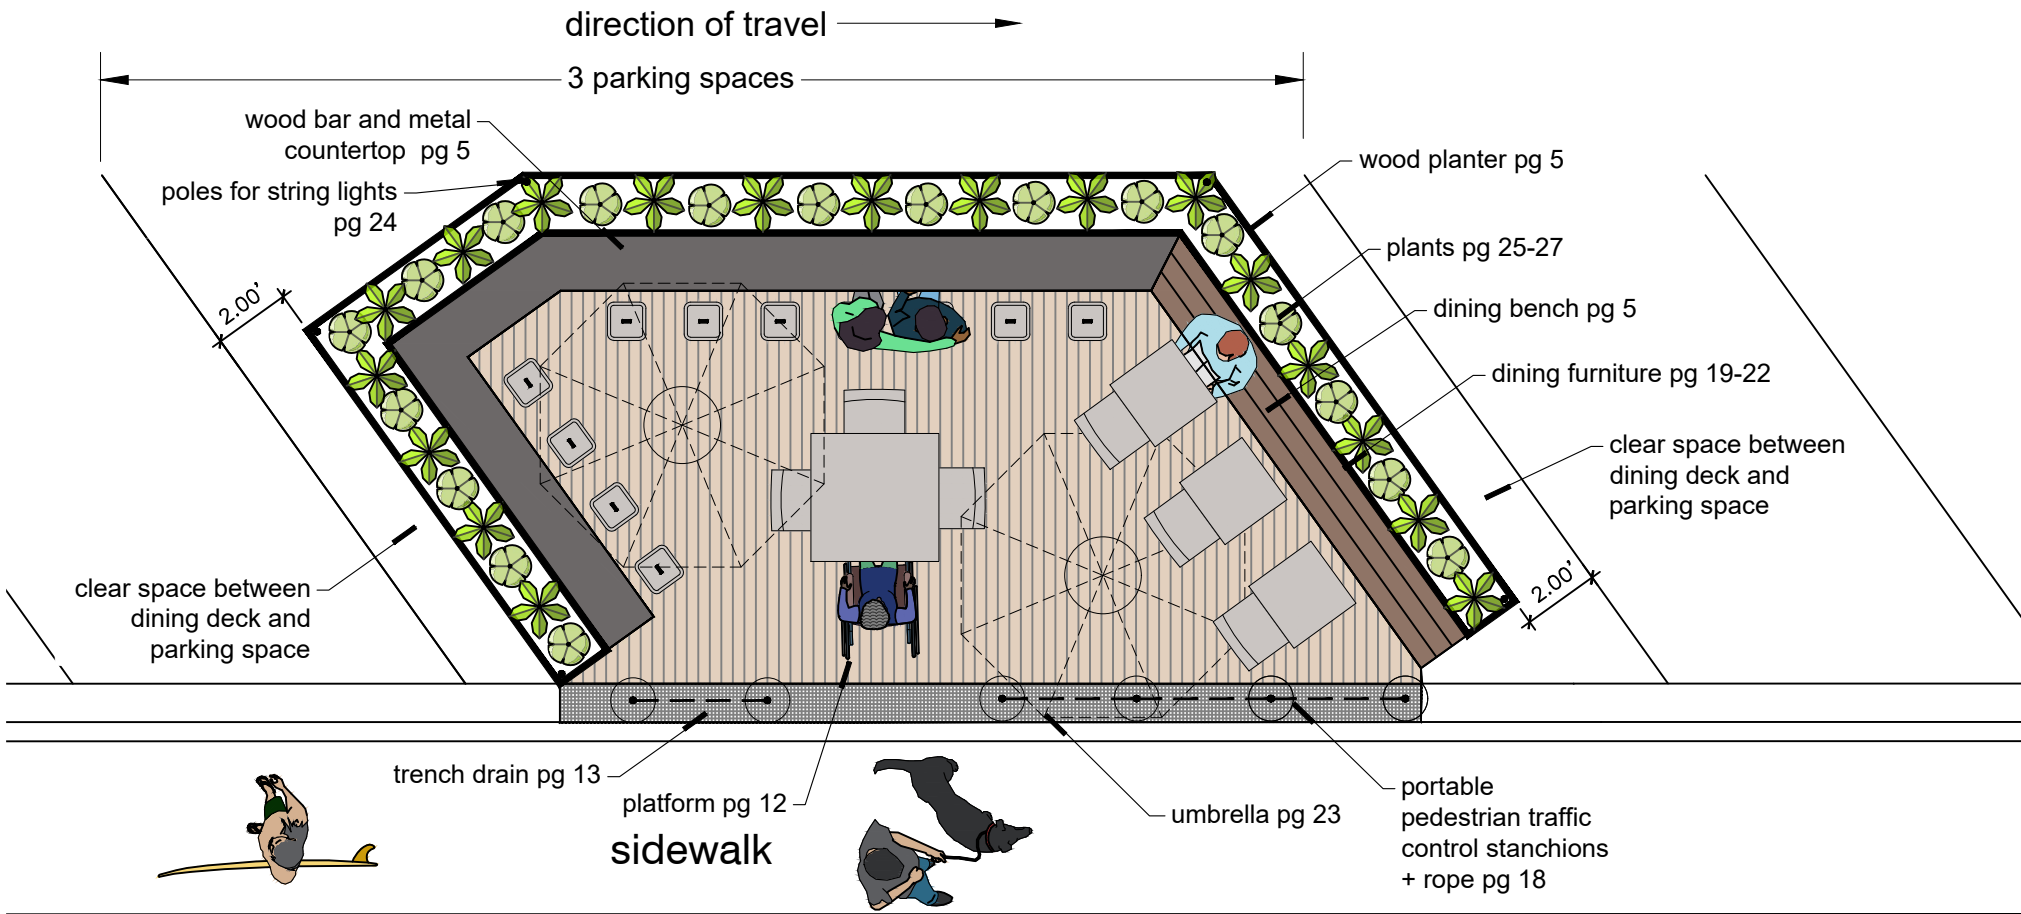 direction of travel
3 parking spaces
wood bar and metal
countertop pg 5
poles for string lights
pg 24
2.00'
clear space between
dining deck and
parking space
wood planter pg 5
plants pg 25-27
dining bench pg 5
dining furniture pg 19-22
clear space between
dining deck and
parking space
2.00'
trench drain pg 13
platform pg 12
sidewalk
umbrella pg 23
portable
pedestrian traffic
control stanchions
+ rope pg 18